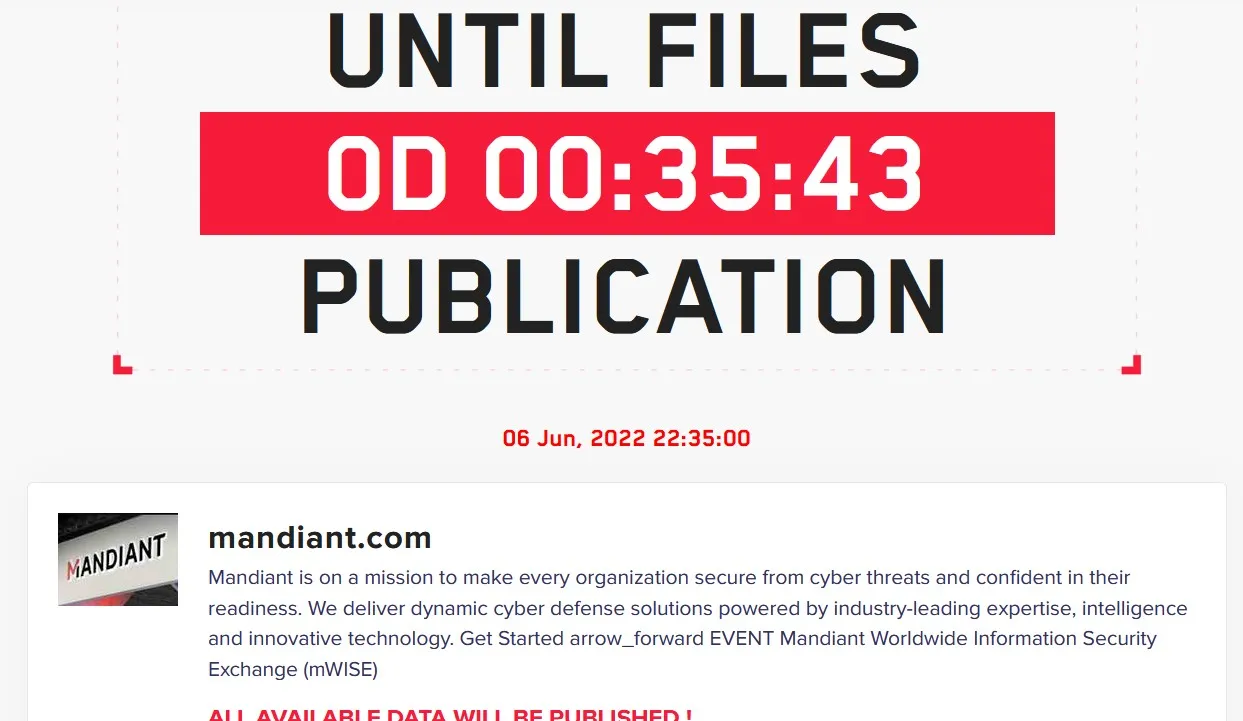 UNTIL FILES
0D 00:35:43
PUBLICATION
06 Jun, 2022 22:35:00
MANDIANT
mandiant.com
Mandiant is on a mission to make every organization secure from cyber threats and confident in their
readiness. We deliver dynamic cyber defense solutions powered by industry-leading expertise, intelligence
and innovative technology. Get Started arrow_forward EVENT Mandiant Worldwide Information Security
Exchange (mWISE)
ALL AVAILABLE DATA WILL BE PUBLISHED !